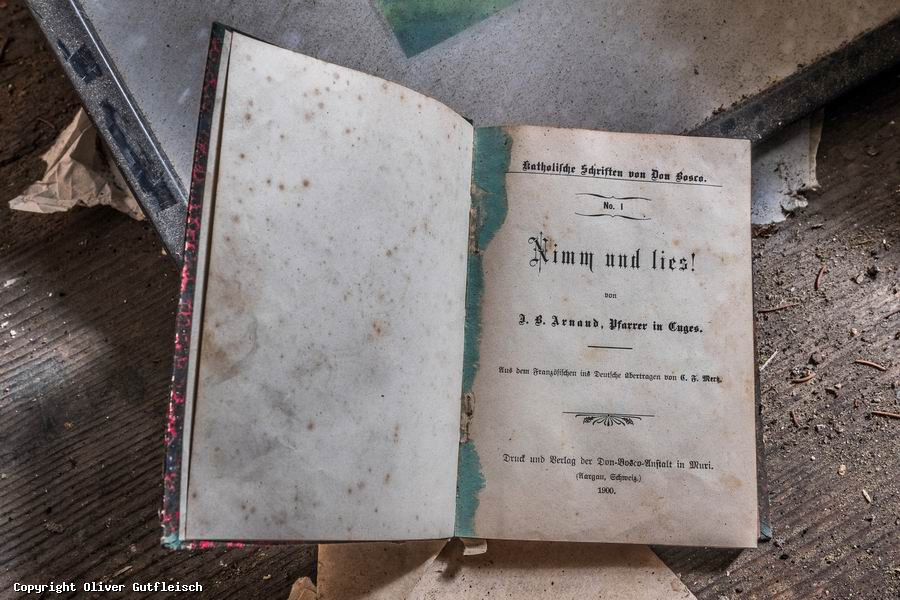 Katholische Schriften von Don Bosco.
No. 1
Nimm und lies!
von
J. B. Arnaud, Pfarrer in Cuges.
Aus dem Französischen ins Deutsche übertragen von C. F. Mertz.
Druck und Verlag der Don-Bosco-Anstalt in Muri.
(Aargau, Schweiz.)
1900.
Copyright Oliver Gutfleisch